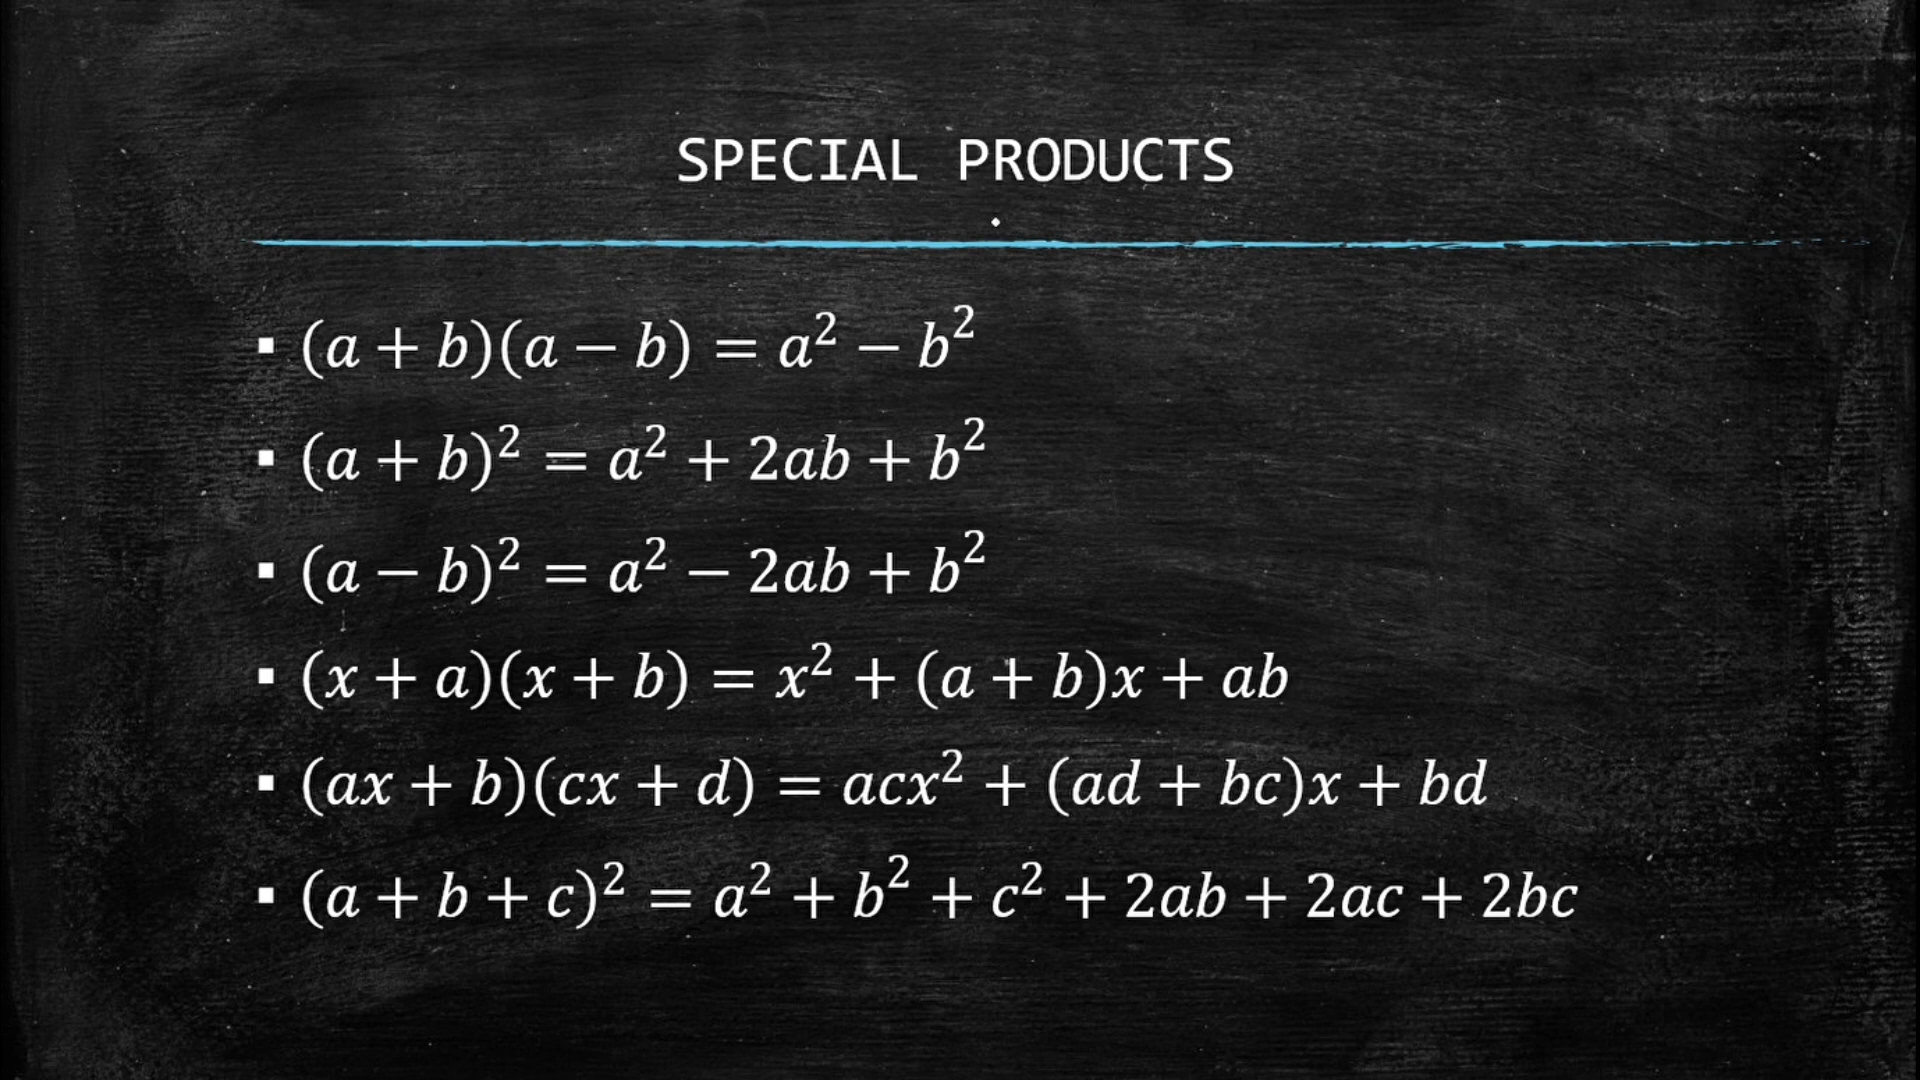 SPECIAL PRODUCTS
▪ (a + b)(a − b) = a² − b²
▪ (a + b)² = a² + 2ab + b²
▪ (a − b)² = a² − 2ab + b²
▪ (x + a)(x + b) = x² + (a + b)x + ab
▪ (ax + b)(cx + d) = acx² + (ad + bc)x + bd
▪ (a + b + c)² = a² + b² + c² + 2ab + 2ac + 2bc